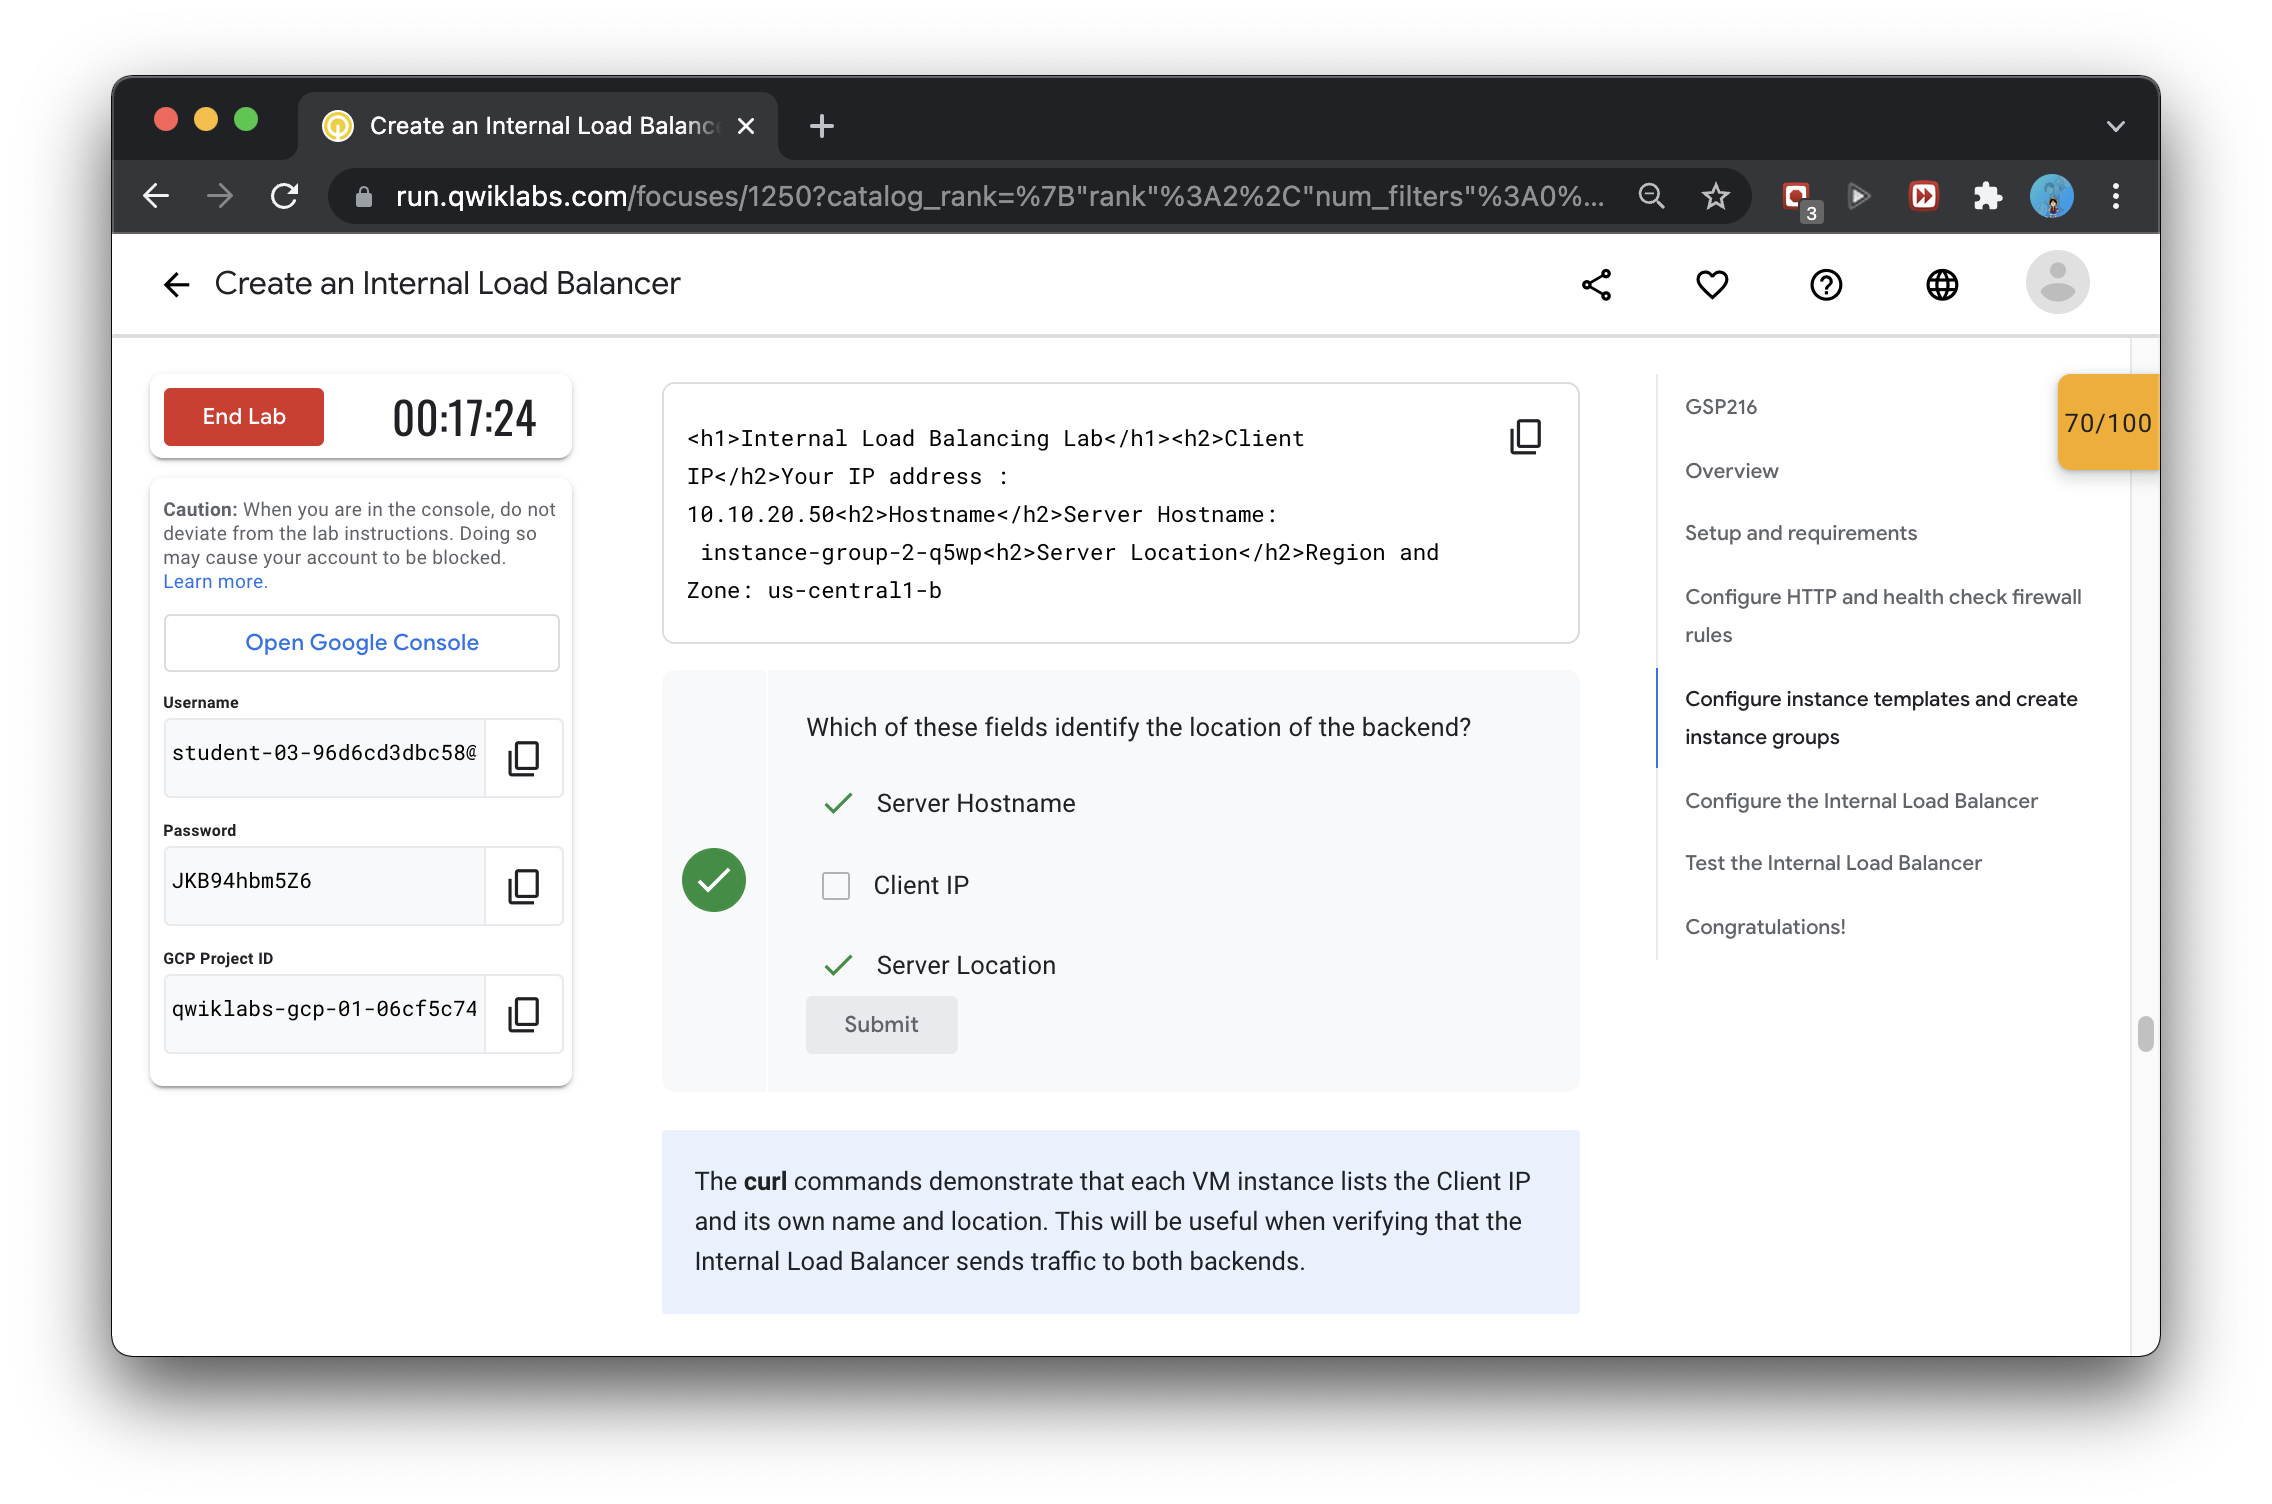 Create an Internal Load Balanc
run.qwiklabs.com/focuses/1250?catalog_rank=%7B"rank"%3A2%2C"num_filters"%3A0%...
3
Create an Internal Load Balancer
End Lab
00:17:24
Caution: When you are in the console, do not
deviate from the lab instructions. Doing so
may cause your account to be blocked.
Learn more.
Open Google Console
Username
student-03-96d6cd3dbc58@
Password
JKB94hbm5Z6
GCP Project ID
qwiklabs-gcp-01-06cf5c74
<h1>Internal Load Balancing Lab</h1><h2>Client
IP</h2>Your IP address :
10.10.20.50<h2>Hostname</h2>Server Hostname:
instance-group-2-q5wp<h2>Server Location</h2>Region and
Zone: us-central1-b
Which of these fields identify the location of the backend?
Server Hostname
Client IP
Server Location
Submit
The curl commands demonstrate that each VM instance lists the Client IP
and its own name and location. This will be useful when verifying that the
Internal Load Balancer sends traffic to both backends.
GSP216
Overview
Setup and requirements
Configure HTTP and health check firewall
rules
Configure instance templates and create
instance groups
Configure the Internal Load Balancer
Test the Internal Load Balancer
Congratulations!
70/100